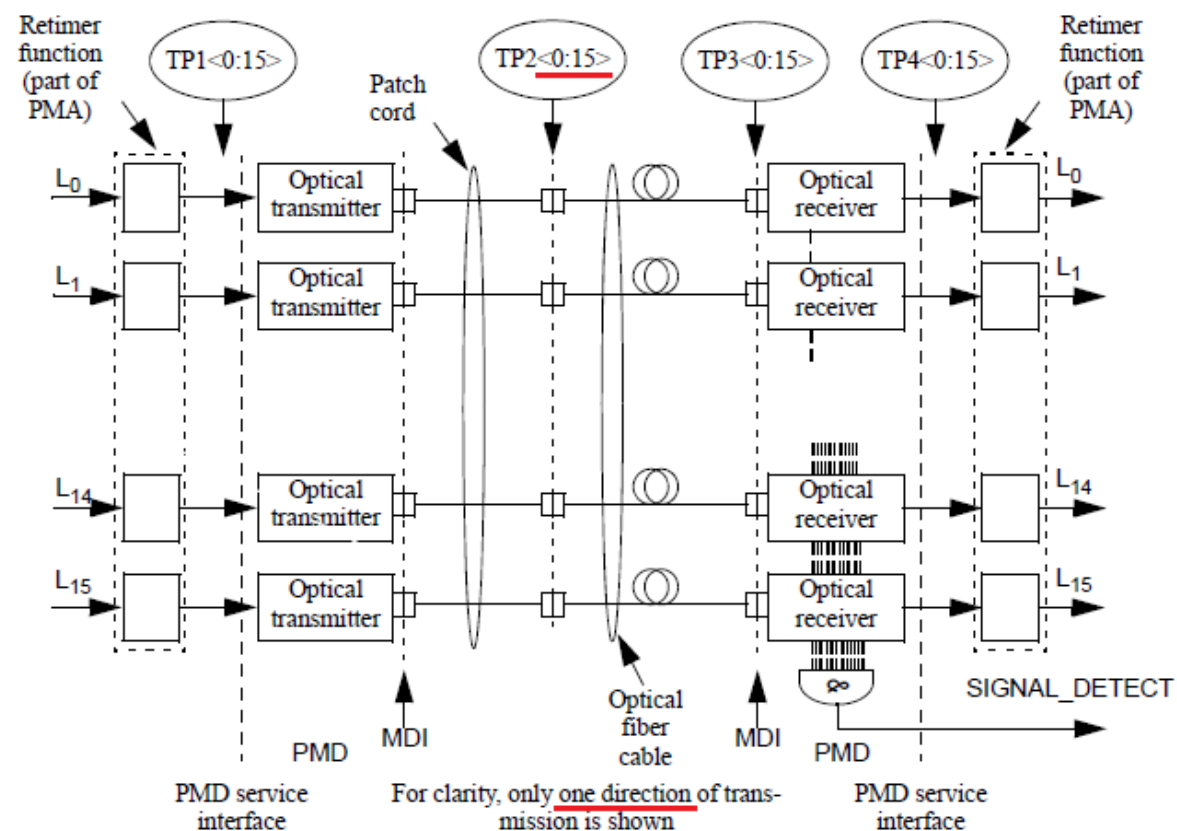 Retimer
function
(part of
PMA)
TP1<0:15>
Patch
cord
TP2<0:15>
TP3<0:15>
TP4<0:15>
Retimer
function
(part of
PMA)
L0
Optical
transmitter
Optical
receiver
L0
L1
Optical
transmitter
Optical
receiver
L1
L14
Optical
transmitter
Optical
receiver
L14
L15
Optical
transmitter
Optical
receiver
L15
&
SIGNAL_DETECT
PMD
MDI
Optical
fiber
cable
MDI
PMD
PMD service
interface
For clarity, only one direction of trans-
mission is shown
PMD service
interface